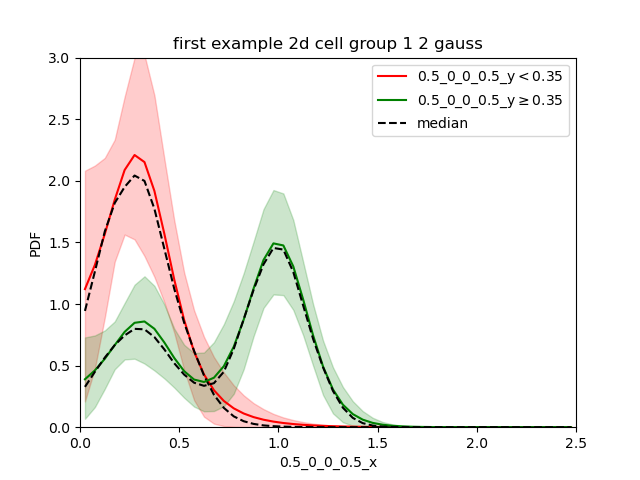 first example 2d cell group 1 2 gauss
3.0
2.5
2.0
1.5
1.0
0.5
0.0
PDF
0.5_0_0_0.5_y < 0.35
0.5_0_0_0.5_y ≥ 0.35
median
0.0 0.5 1.0 1.5 2.0 2.5
0.5_0_0_0.5_x